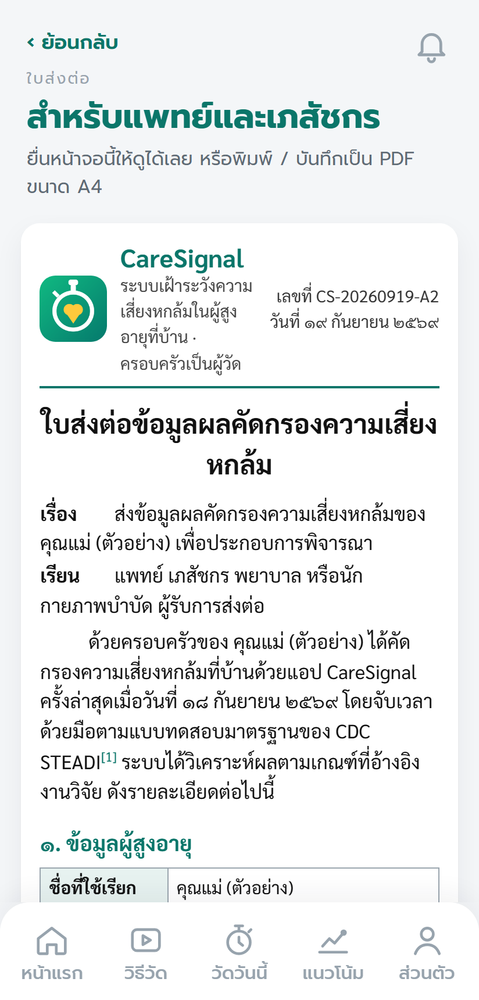 ‹ ย้อนกลับ
ใบส่งต่อ
สำหรับแพทย์และเภสัชกร
ยื่นหน้าจอนี้ให้ดูได้เลย หรือพิมพ์ / บันทึกเป็น PDF
ขนาด A4
CareSignal
ระบบเฝ้าระวังความ
เสี่ยงหกล้มในผู้สูง
อายุที่บ้าน ·
ครอบครัวเป็นผู้วัด
เลขที่ CS-20260919-A2
วันที่ ๑๙ กันยายน ๒๕๖๙
ใบส่งต่อข้อมูลผลคัดกรองความเสี่ยง
หกล้ม
เรื่อง ส่งข้อมูลผลคัดกรองความเสี่ยงหกล้มของ
คุณแม่ (ตัวอย่าง) เพื่อประกอบการพิจารณา
เรียน แพทย์ เภสัชกร พยาบาล หรือนัก
กายภาพบำบัด ผู้รับการส่งต่อ
ด้วยครอบครัวของ คุณแม่ (ตัวอย่าง) ได้คัด
กรองความเสี่ยงหกล้มที่บ้านด้วยแอป CareSignal
ครั้งล่าสุดเมื่อวันที่ ๑๘ กันยายน ๒๕๖๙ โดยจับเวลา
ด้วยมือตามแบบทดสอบมาตรฐานของ CDC
STEADI[1] ระบบได้วิเคราะห์ผลตามเกณฑ์ที่อ้างอิง
งานวิจัย ดังรายละเอียดต่อไปนี้
๑. ข้อมูลผู้สูงอายุ
ชื่อที่ใช้เรียก คุณแม่ (ตัวอย่าง)
หน้าแรก วิธีวัด วัดวันนี้ แนวโน้ม ส่วนตัว